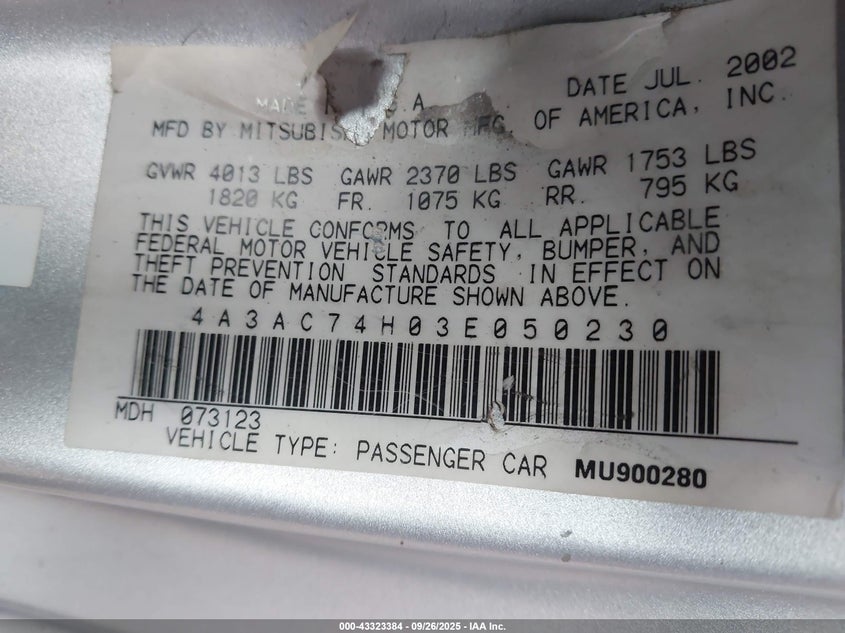 MADE
DATE JUL. 2002
MFD BY MITSUBISHI MOTOR MFG. OF AMERICA, INC.
GVWR 4013 LBS GAWR 2370 LBS GAWR 1753 LBS
1820 KG FR. 1075 KG RR. 795 KG
THIS VEHICLE CONFORMS TO ALL APPLICABLE
FEDERAL MOTOR VEHICLE SAFETY, BUMPER, AND
THEFT PREVENTION STANDARDS IN EFFECT ON
THE DATE OF MANUFACTURE SHOWN ABOVE.
4A3AC74H03E050230
MDH 073123
VEHICLE TYPE: PASSENGER CAR MU900280
000-43323384 - 09/26/2025 - IAA Inc.